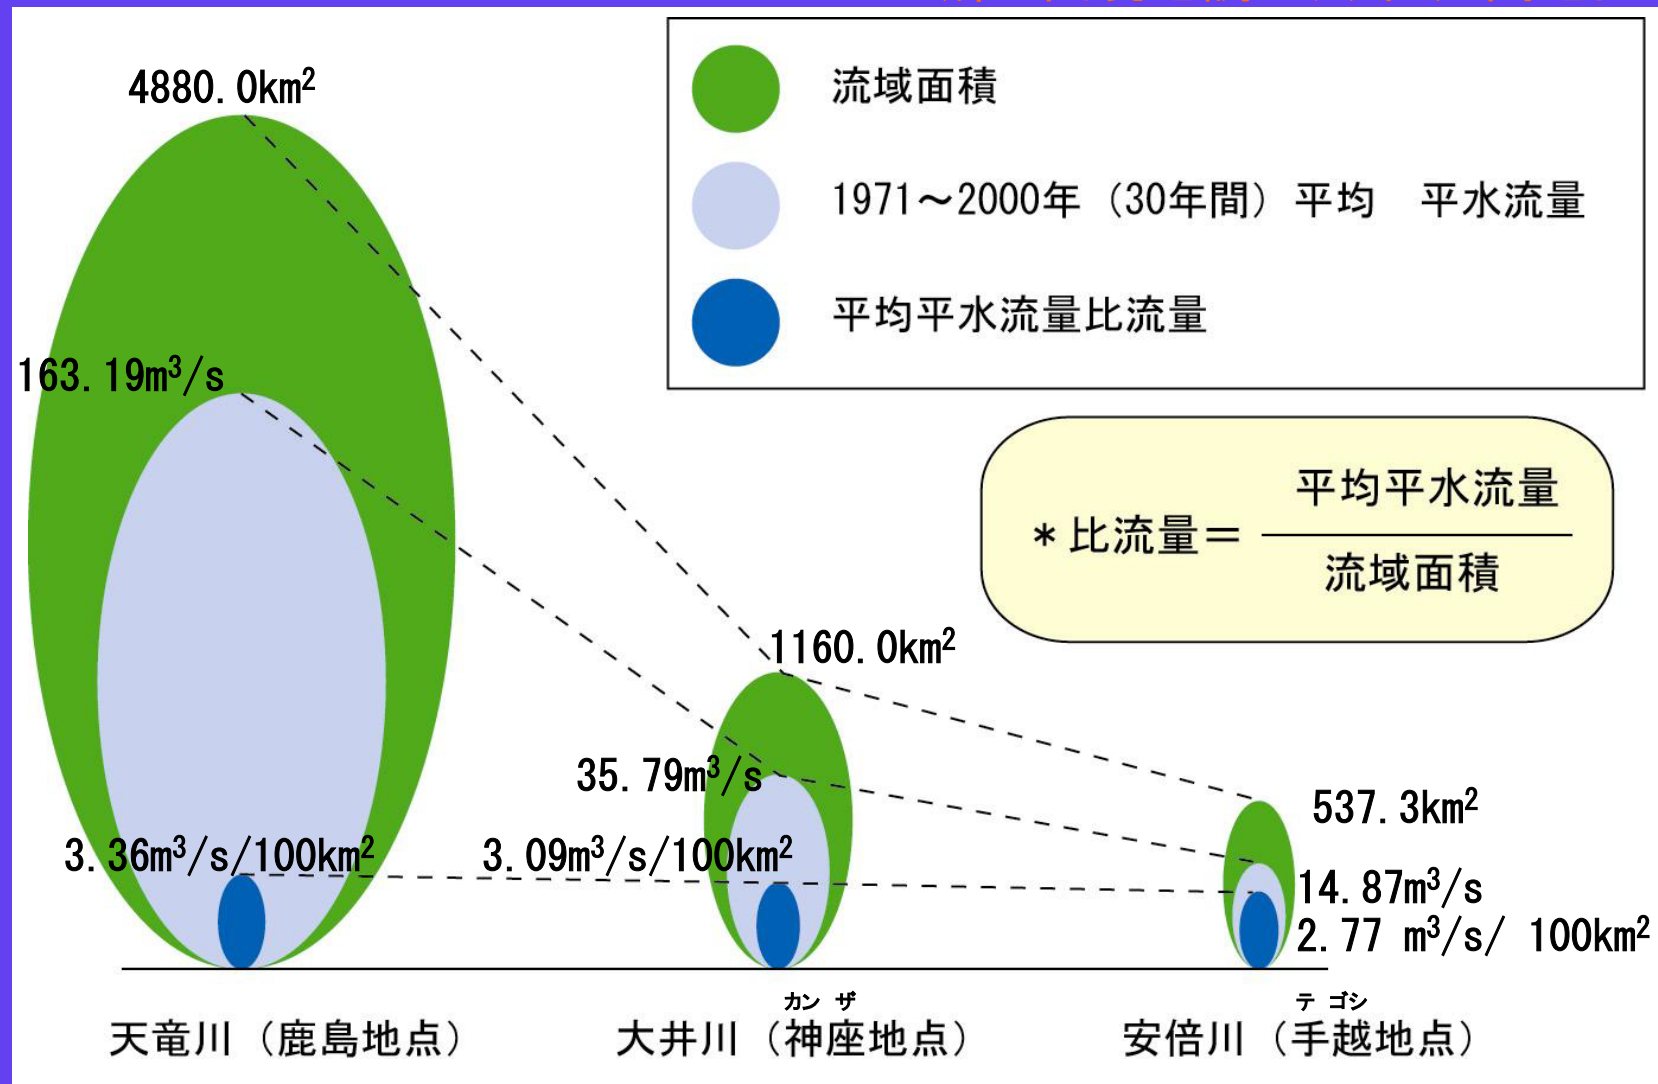 4880.0km²
流域面積
1971～2000年（30年間）平均　平水流量
平均平水流量比流量
163.19m³/s
平均平水流量
＊比流量＝
流域面積
1160.0km²
35.79m³/s
537.3km²
3.36m³/s/100km²
3.09m³/s/100km²
14.87m³/s
2.77 m³/s/ 100km²
カン ザ
テ ゴシ
天竜川（鹿島地点）
大井川（神座地点）
安倍川（手越地点）